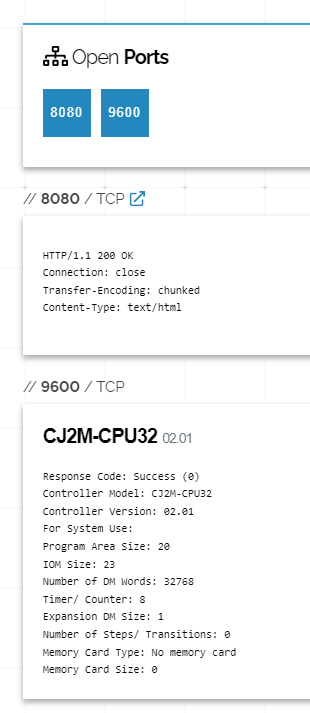 Open Ports
8080 9600
// 8080 / TCP
HTTP/1.1 200 OK
Connection: close
Transfer-Encoding: chunked
Content-Type: text/html
// 9600 / TCP
CJ2M-CPU32 02.01
Response Code: Success (0)
Controller Model: CJ2M-CPU32
Controller Version: 02.01
For System Use:
Program Area Size: 20
IOM Size: 23
Number of DM Words: 32768
Timer/ Counter: 8
Expansion DM Size: 1
Number of Steps/ Transitions: 0
Memory Card Type: No memory card
Memory Card Size: 0